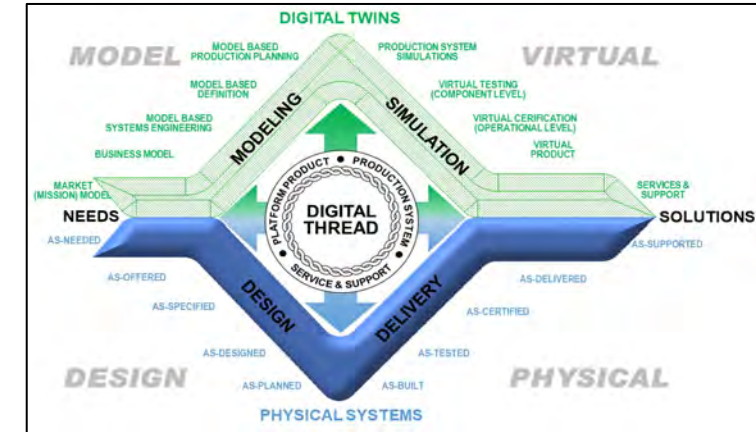 DIGITAL TWINS
MODEL
VIRTUAL
MODEL BASED
PRODUCTION PLANNING
PRODUCTION SYSTEM
SIMULATIONS
MODEL BASED
DEFINITION
VIRTUAL TESTING
(COMPONENT LEVEL)
MODEL BASED
SYSTEMS ENGINEERING
VIRTUAL CERIFICATION
(OPERATIONAL LEVEL)
BUSINESS MODEL
VIRTUAL
PRODUCT
MARKET
(MISSION) MODEL
SERVICES &
SUPPORT
MODELING
SIMULATION
NEEDS
SOLUTIONS
PLATFORM PRODUCT
PRODUCTION SYSTEM
SERVICE & SUPPORT
DIGITAL
THREAD
AS-NEEDED
AS-SUPPORTED
AS-OFFERED
AS-DELIVERED
AS-SPECIFIED
AS-CERTIFIED
DESIGN
DELIVERY
AS-DESIGNED
AS-TESTED
AS-PLANNED
AS-BUILT
DESIGN
PHYSICAL
PHYSICAL SYSTEMS